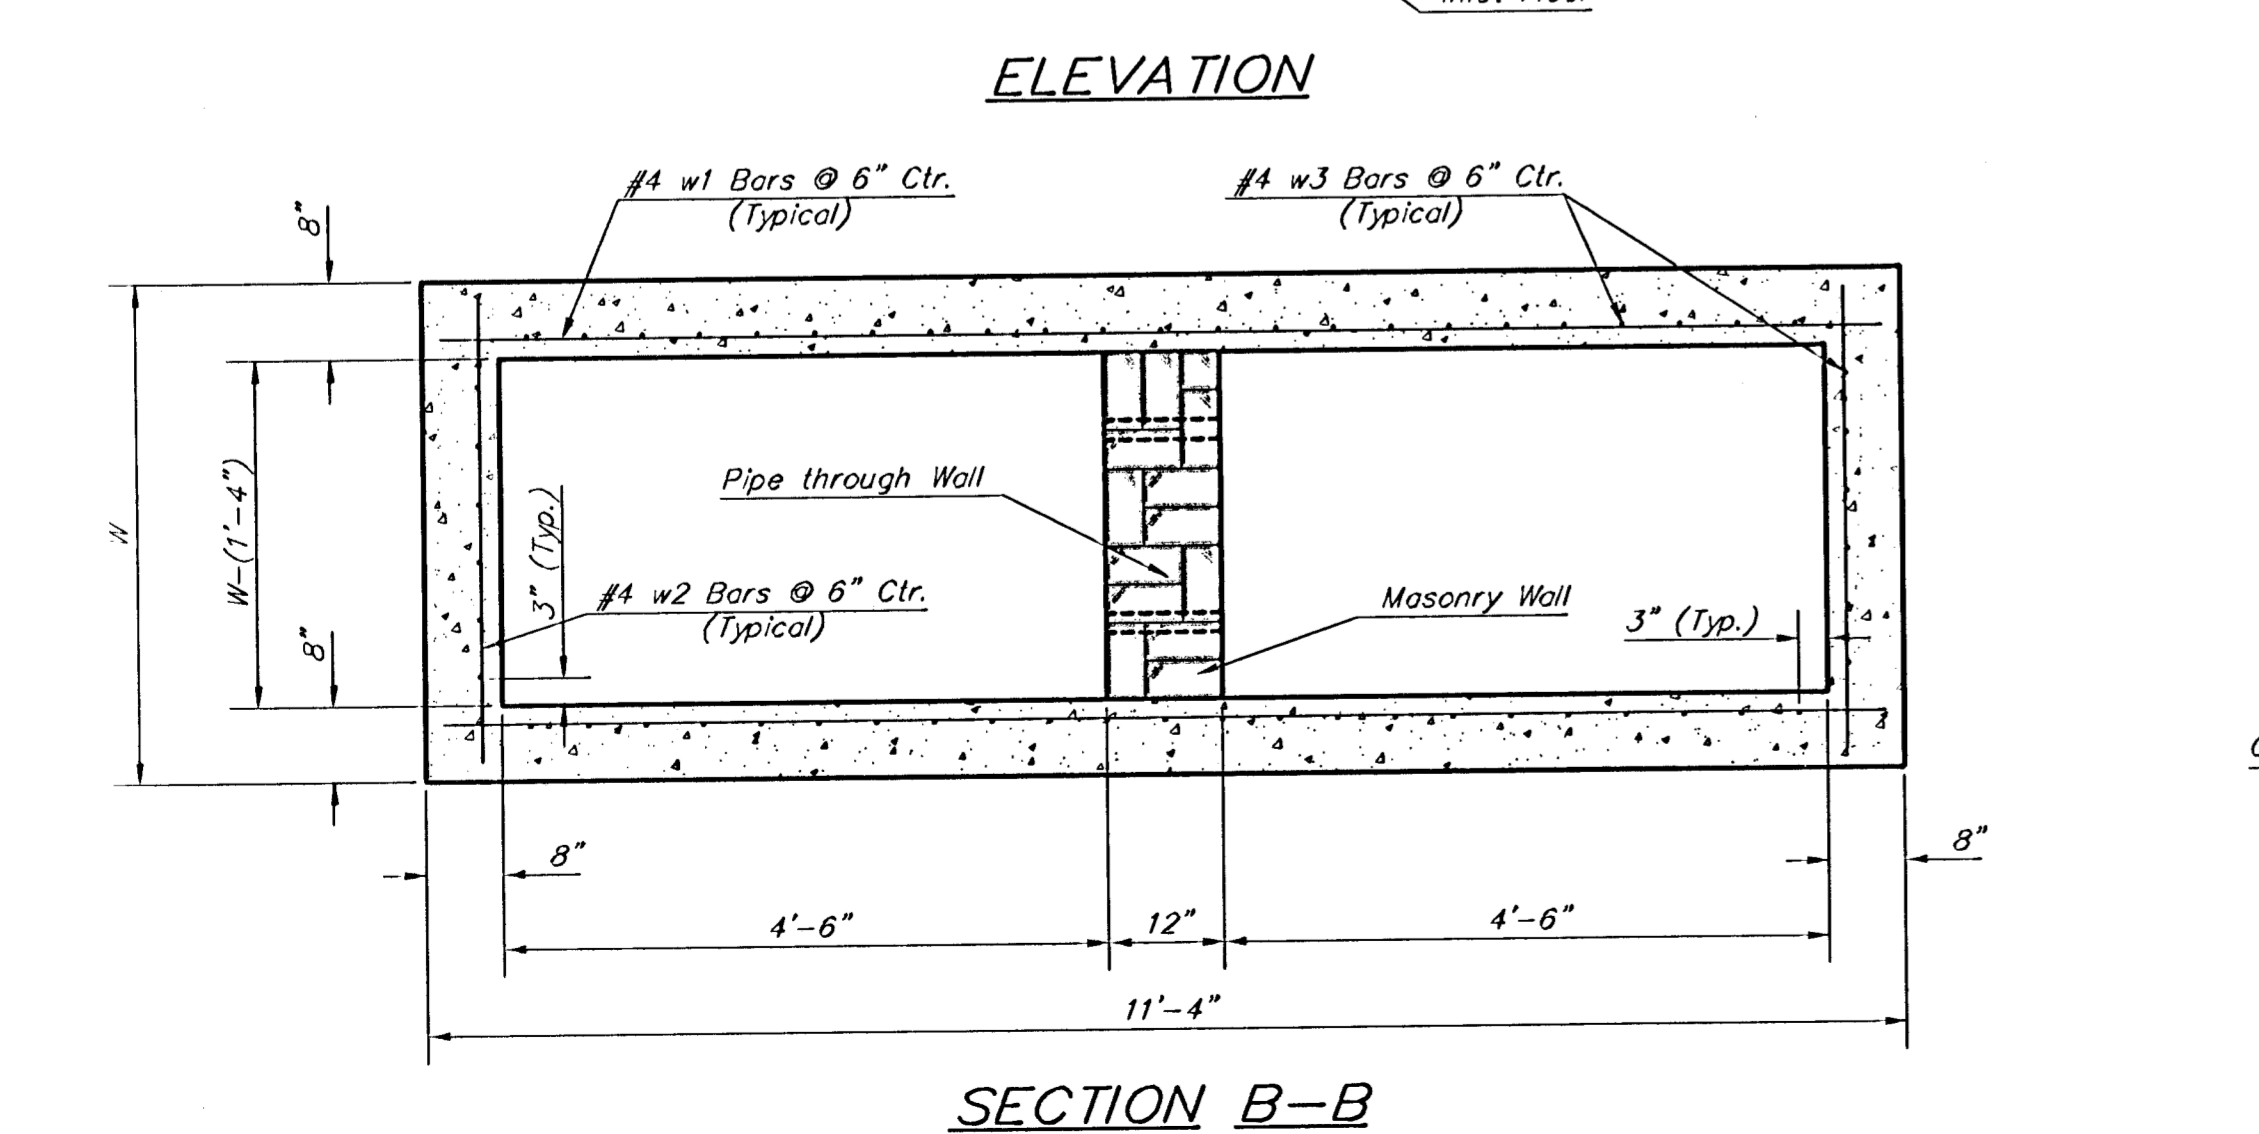 ELEVATION
#4 w1 Bars @ 6" Ctr.
(Typical)
#4 w3 Bars @ 6" Ctr.
(Typical)
8"
W
W-(1'-4")
8"
Pipe through Wall
3" (Typ.)
#4 w2 Bars @ 6" Ctr.
(Typical)
Masonry Wall
3" (Typ.)
8"
8"
4'-6"
12"
4'-6"
11'-4"
SECTION B-B